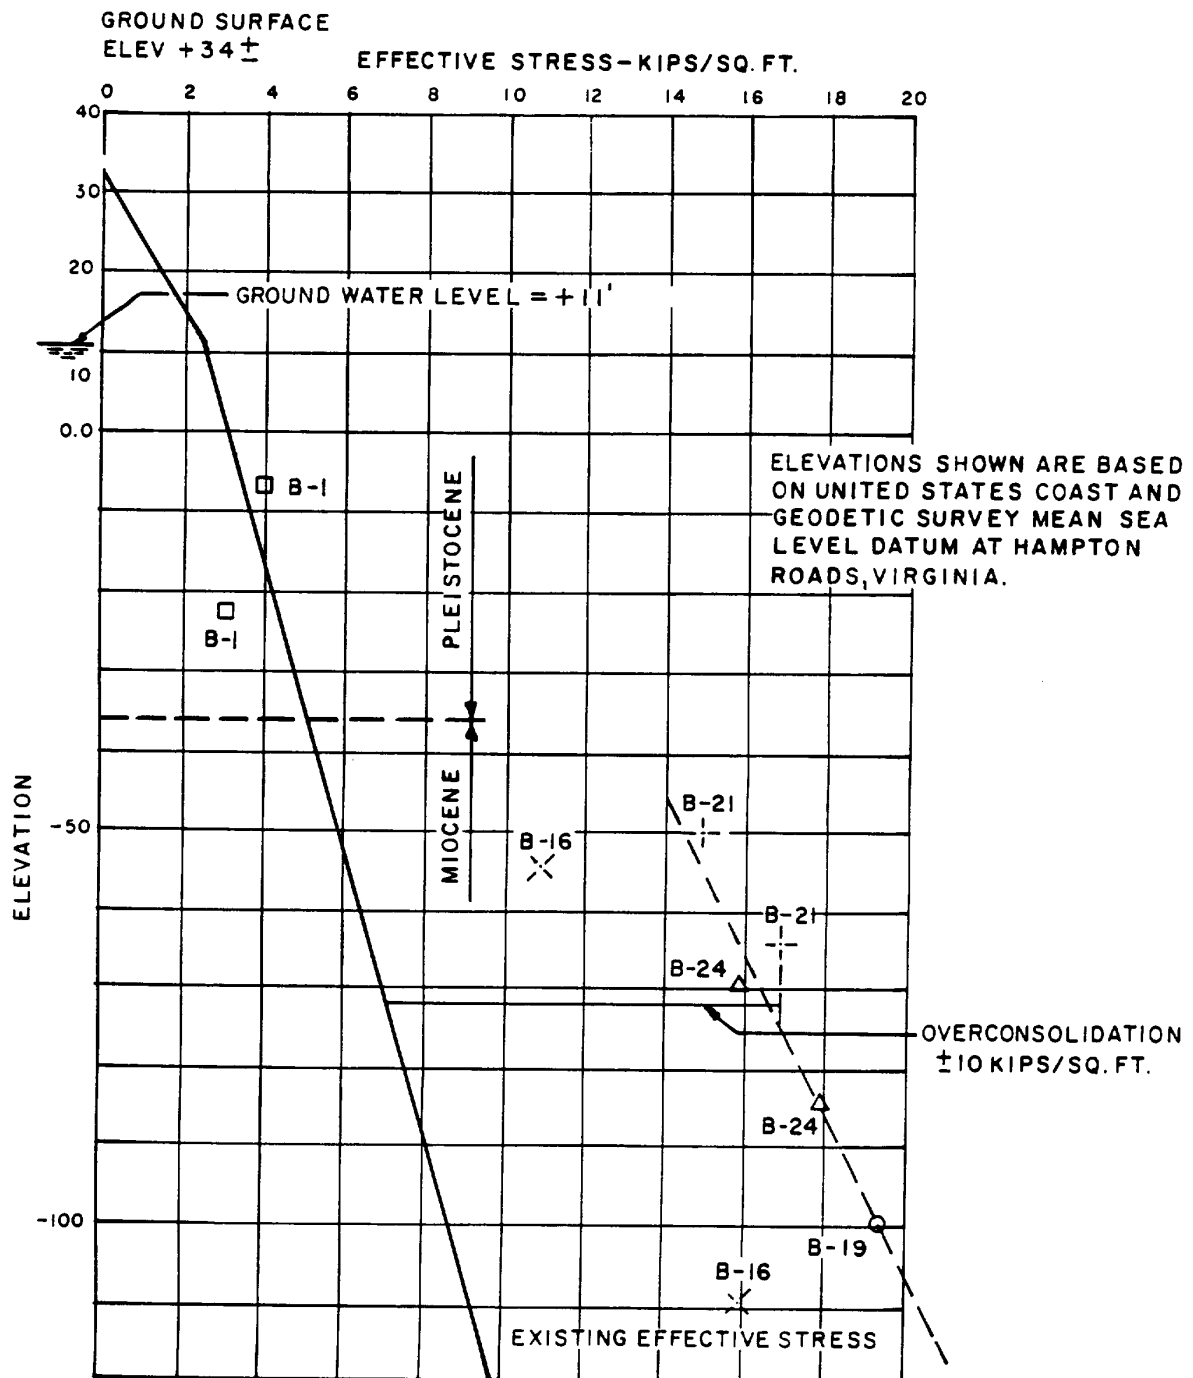 GROUND SURFACE
ELEV +34±
EFFECTIVE STRESS-KIPS/SQ. FT.
0 2 4 6 8 10 12 14 16 18 20
40
30
20
GROUND WATER LEVEL = +11'
10
0.0
B-1
ELEVATIONS SHOWN ARE BASED
ON UNITED STATES COAST AND
GEODETIC SURVEY MEAN SEA
LEVEL DATUM AT HAMPTON
ROADS, VIRGINIA.
PLEISTOCENE
B-1
MIOCENE
ELEVATION
-50
B-21
B-16
B-21
B-24
OVERCONSOLIDATION
±10 KIPS/SQ. FT.
B-24
-100
B-19
B-16
EXISTING EFFECTIVE STRESS